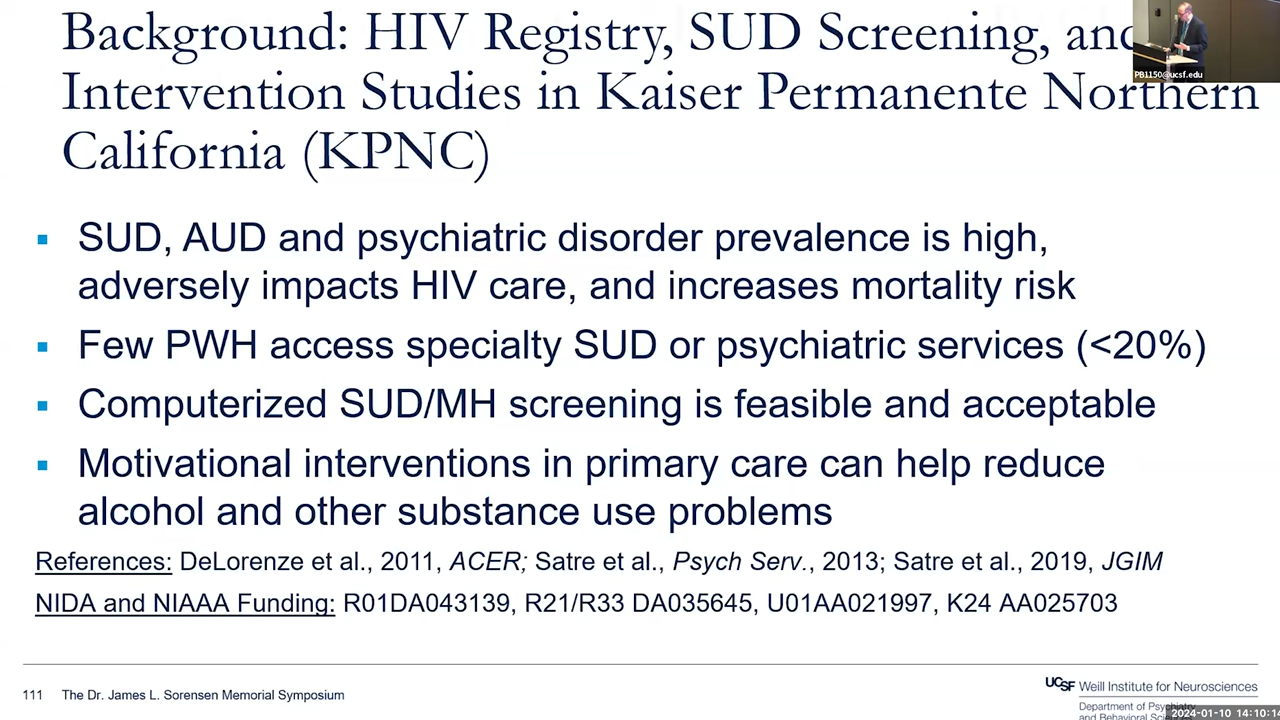 Background: HIV Registry, SUD Screening, and
Intervention Studies in Kaiser Permanente Northern
California (KPNC)
PB1150@ucsf.edu
▪ SUD, AUD and psychiatric disorder prevalence is high,
adversely impacts HIV care, and increases mortality risk
▪ Few PWH access specialty SUD or psychiatric services (<20%)
▪ Computerized SUD/MH screening is feasible and acceptable
▪ Motivational interventions in primary care can help reduce
alcohol and other substance use problems
References: DeLorenze et al., 2011, ACER; Satre et al., Psych Serv., 2013; Satre et al., 2019, JGIM
NIDA and NIAAA Funding: R01DA043139, R21/R33 DA035645, U01AA021997, K24 AA025703
111 The Dr. James L. Sorensen Memorial Symposium
UCSF Weill Institute for Neurosciences
Department of Psychiatry
and Behavioral
2024-01-10 14:10:14